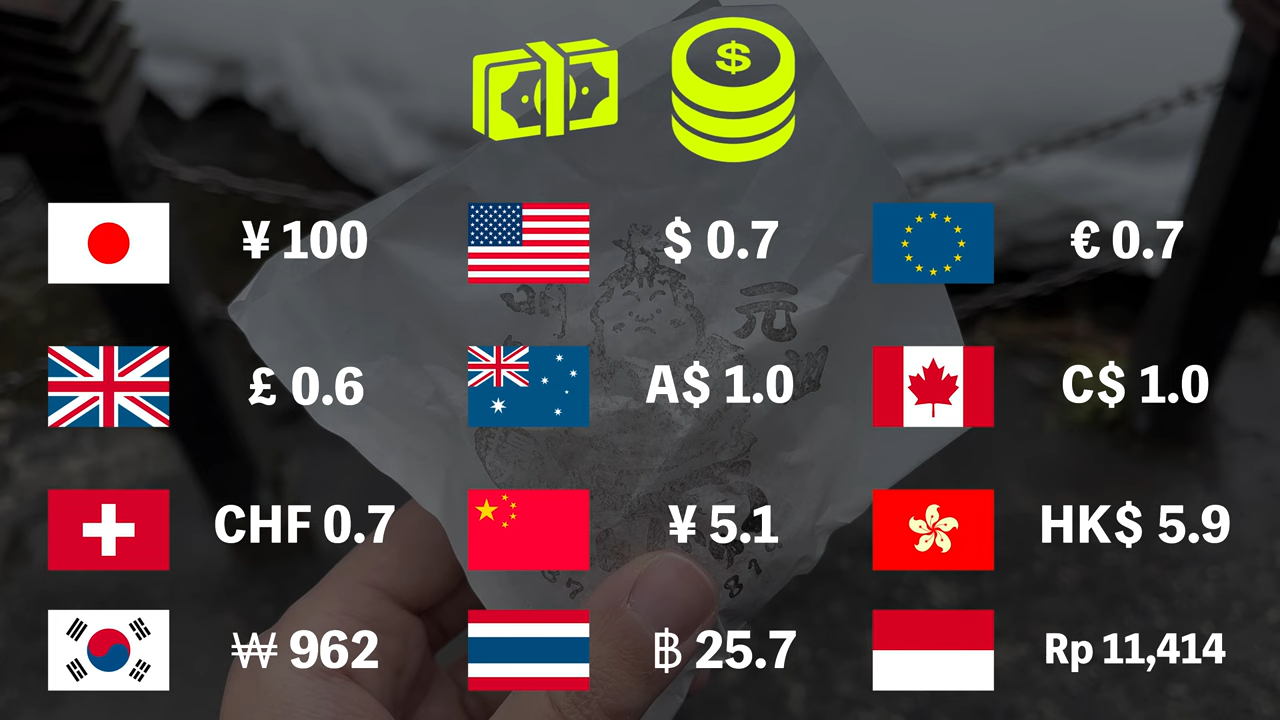 $
¥ 100
$ 0.7
€ 0.7
£ 0.6
A$ 1.0
C$ 1.0
CHF 0.7
¥ 5.1
HK$ 5.9
₩ 962
฿ 25.7
Rp 11,414
元